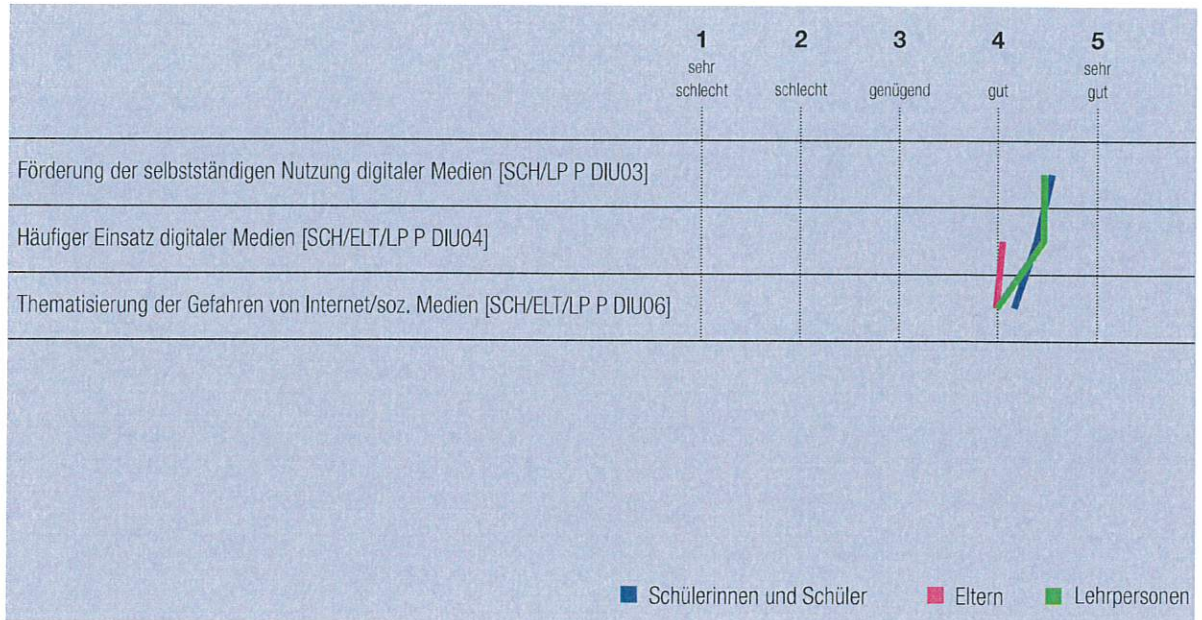 1 2 3 4 5
sehr sehr
schlecht schlecht genügend gut gut
Förderung der selbstständigen Nutzung digitaler Medien [SCH/LP P DIU03]
Häufiger Einsatz digitaler Medien [SCH/ELT/LP P DIU04]
Thematisierung der Gefahren von Internet/soz. Medien [SCH/ELT/LP P DIU06]
Schülerinnen und Schüler Eltern Lehrpersonen